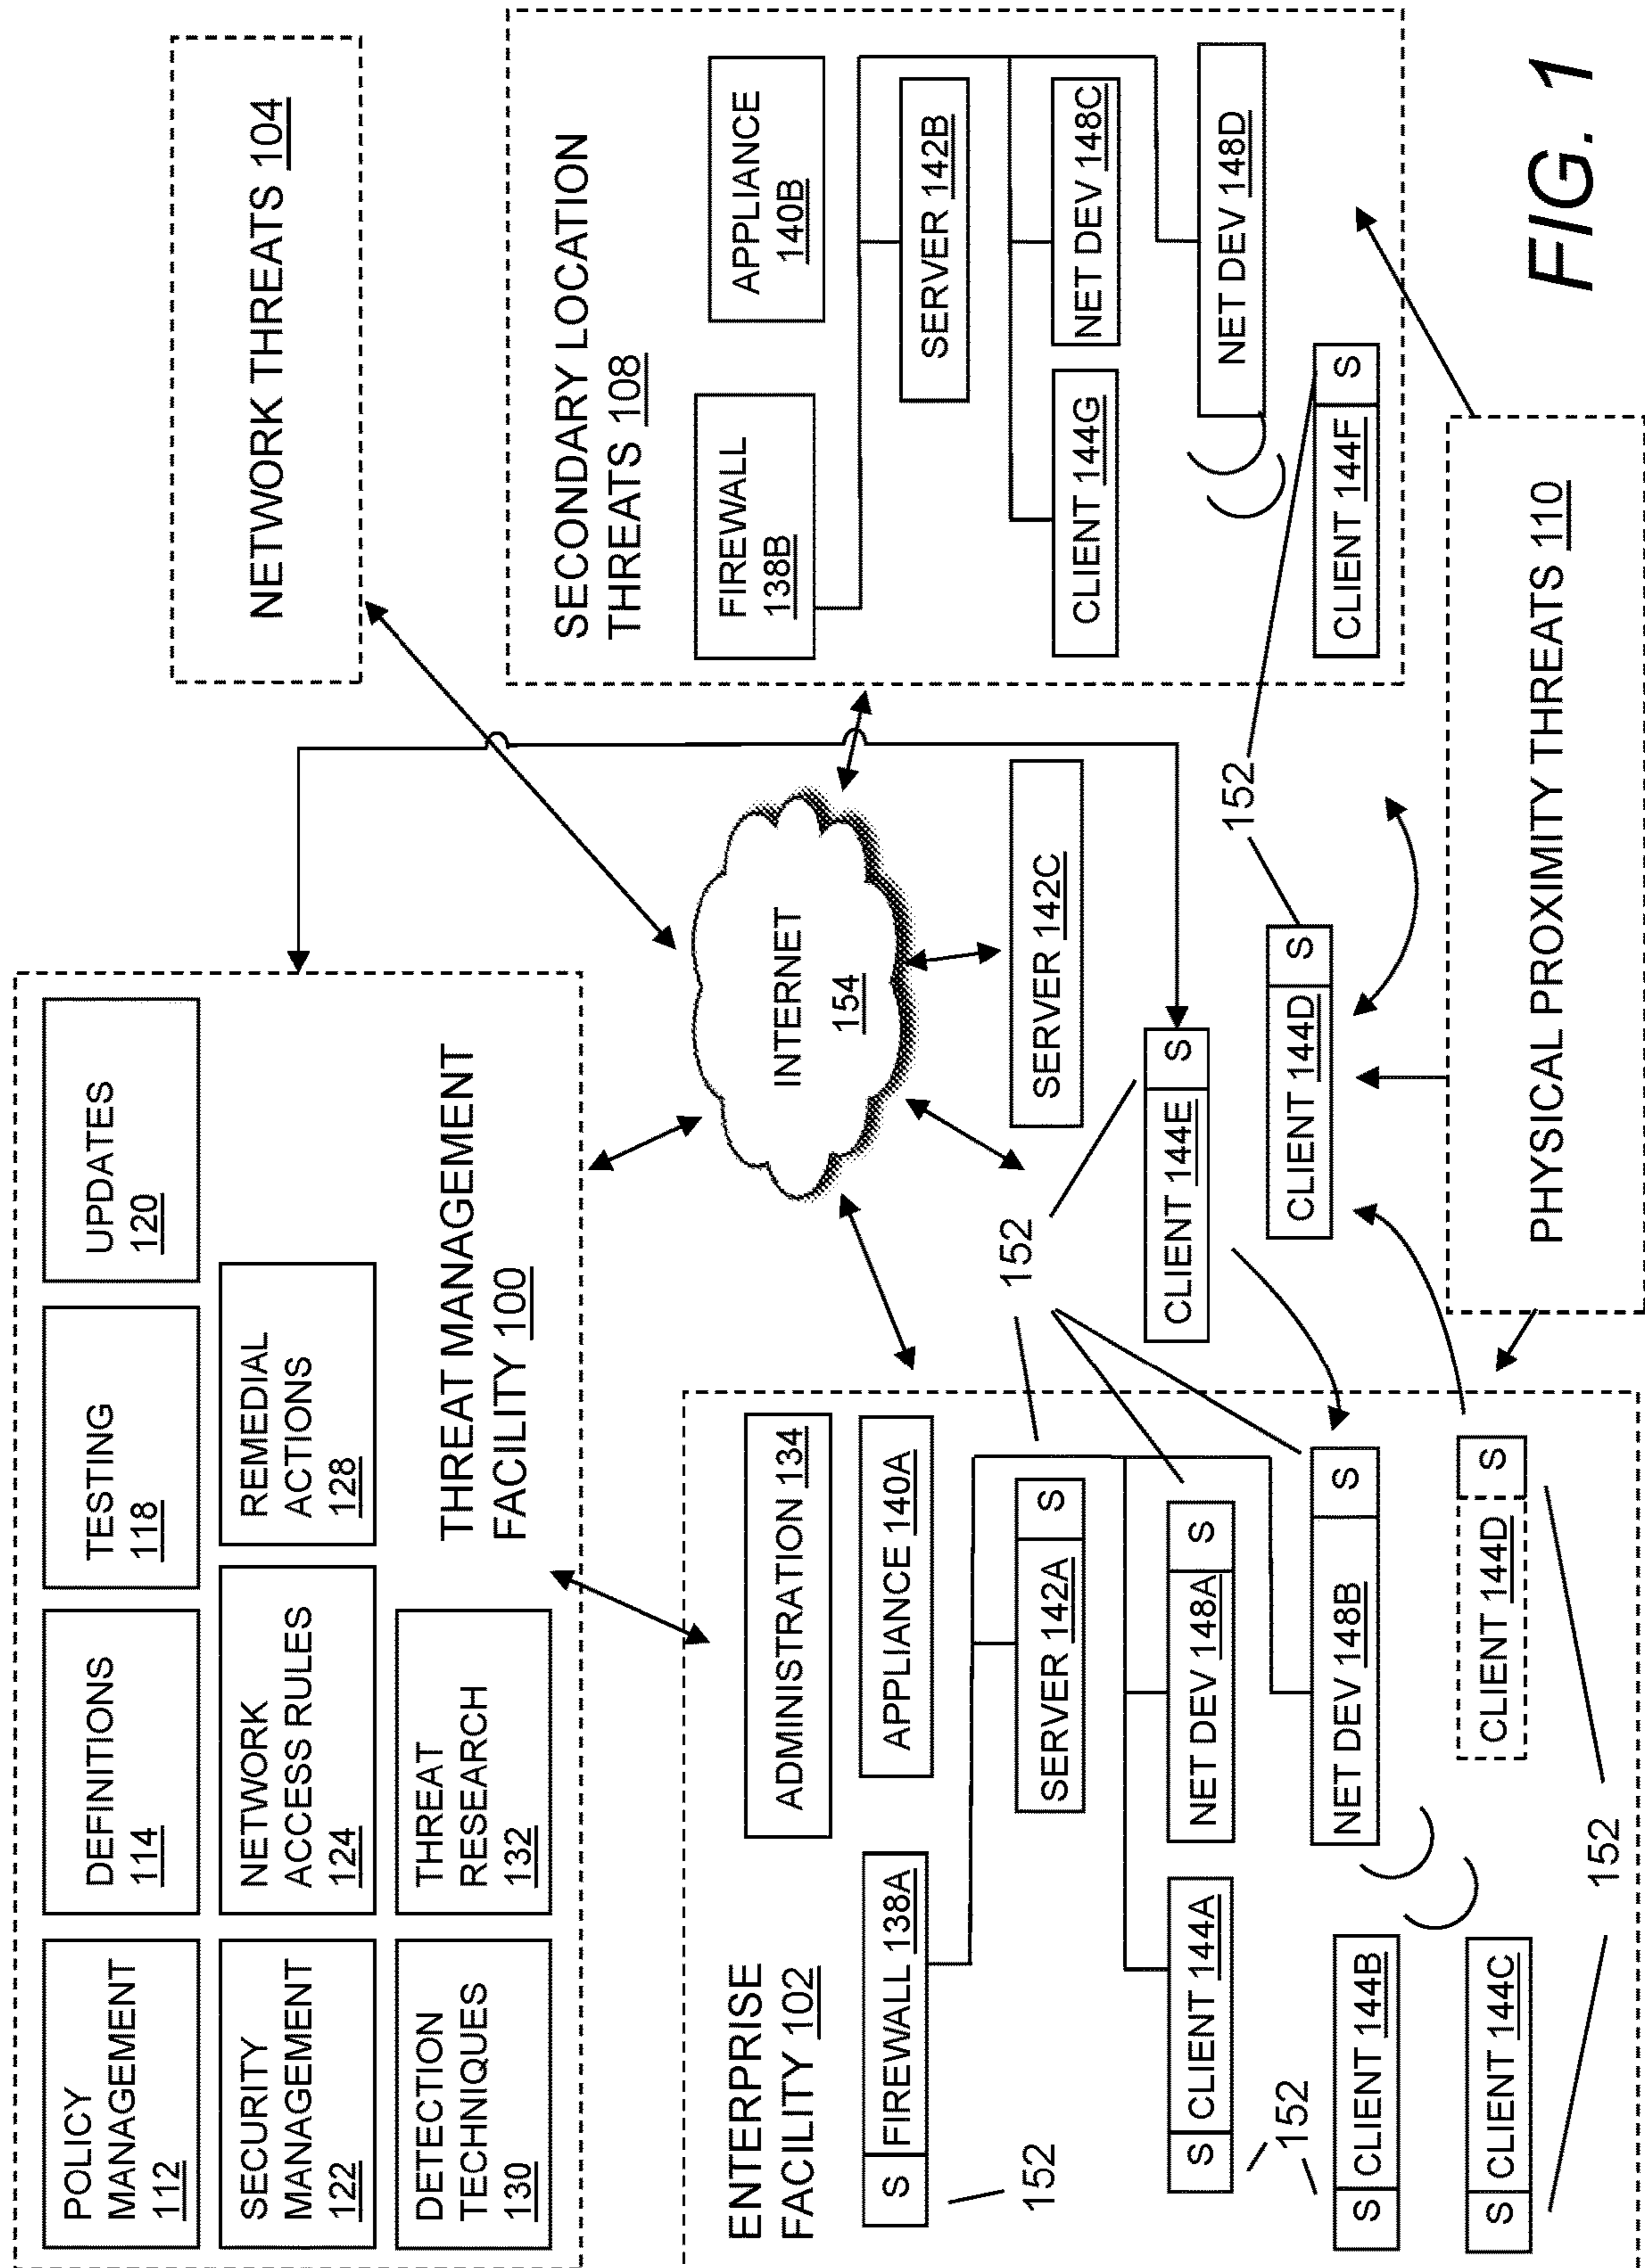 POLICY
MANAGEMENT
112
DEFINITIONS
114
TESTING
118
UPDATES
120
SECURITY
MANAGEMENT
122
NETWORK
ACCESS RULES
124
REMEDIAL
ACTIONS
128
DETECTION
TECHNIQUES
130
THREAT
RESEARCH
132
THREAT MANAGEMENT
FACILITY 100
NETWORK THREATS 104
ENTERPRISE
FACILITY 102
ADMINISTRATION 134
S FIREWALL 138A
APPLIANCE 140A
152
SERVER 142A S
S CLIENT 144A
NET DEV 148A S
152
S CLIENT 144B
NET DEV 148B S
S CLIENT 144C
CLIENT 144D S
152
INTERNET
154
152
SERVER 142C
CLIENT 144E S
CLIENT 144D S
152
SECONDARY LOCATION
THREATS 108
FIREWALL
138B
APPLIANCE
140B
SERVER 142B
CLIENT 144G
NET DEV 148C
NET DEV 148D
CLIENT 144F S
PHYSICAL PROXIMITY THREATS 110
FIG. 1